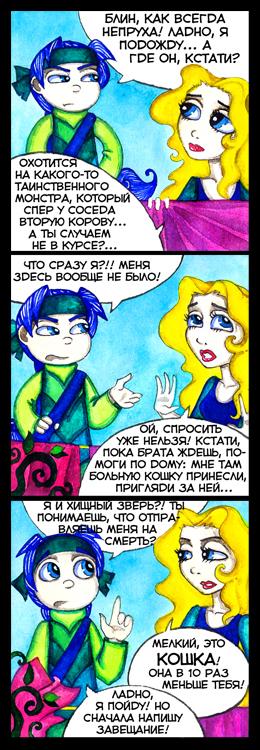 БЛИН, КАК ВСЕГДА
НЕПРУХА! ЛАДНО, Я
ПОДОЖДУ... А
ГДЕ ОН, КСТАТИ?
ОХОТИТСЯ
НА КАКОГО-ТО
ТАИНСТВЕННОГО
МОНСТРА, КОТОРЫЙ
СПЕР У СОСЕДА
ВТОРУЮ КОРОВУ...
А ТЫ СЛУЧАЕМ
НЕ В КУРСЕ?...
ЧТО СРАЗУ Я?!! МЕНЯ
ЗДЕСЬ ВООБЩЕ НЕ БЫЛО!
ОЙ, СПРОСИТЬ
УЖЕ НЕЛЬЗЯ! КСТАТИ,
ПОКА БРАТА ЖДЕШЬ, ПО-
МОГИ ПО ДОМУ: МНЕ ТАМ
БОЛЬНУЮ КОШКУ ПРИНЕСЛИ,
ПРИГЛЯДИ ЗА НЕЙ...
Я И ХИЩНЫЙ ЗВЕРЬ?! ТЫ
ПОНИМАЕШЬ, ЧТО ОТПРА-
ВЛЯЕШЬ МЕНЯ НА
СМЕРТЬ?
МЕЛКИЙ, ЭТО
КОШКА!
ОНА В 10 РАЗ
МЕНЬШЕ ТЕБЯ!
ЛАДНО,
Я ПОЙДУ! НО
СНАЧАЛА НАПИШУ
ЗАВЕЩАНИЕ!